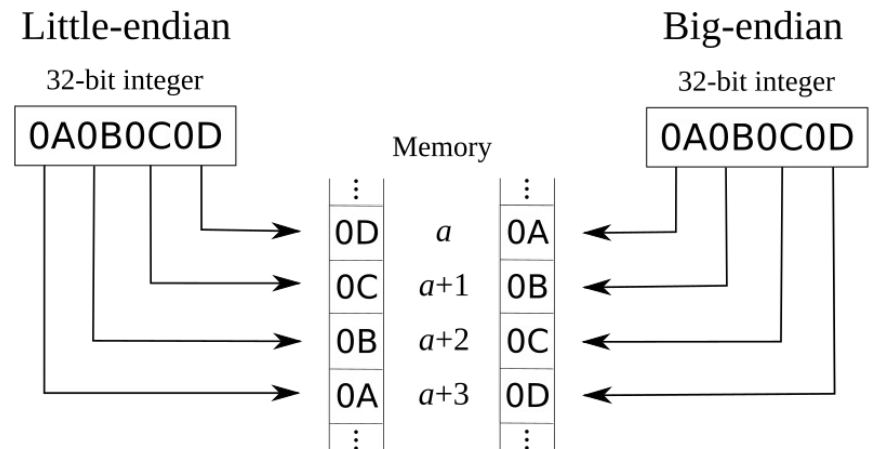 Little-endian
32-bit integer
0A0B0C0D
Big-endian
32-bit integer
0A0B0C0D
Memory
⋮ ⋮
0D a 0A
0C a+1 0B
0B a+2 0C
0A a+3 0D
⋮ ⋮